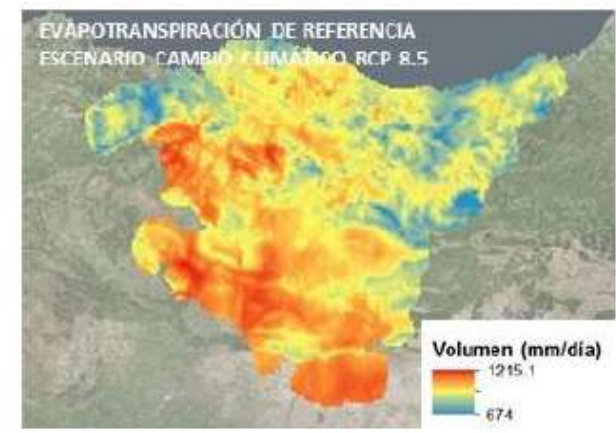 EVAPOTRANSPIRACIÓN DE REFERENCIA
ESCENARIO CAMBIO CLIMÁTICO RCP 8.5
Volumen (mm/día)
1215.1
674